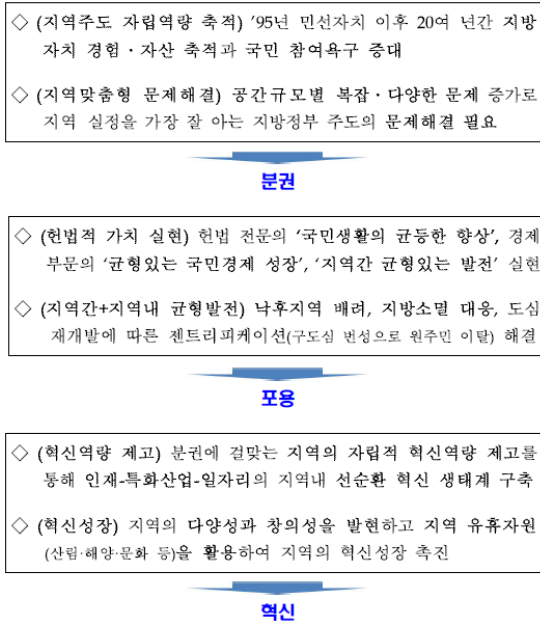 ◇ (지역주도 자립역량 축적) '95년 민선자치 이후 20여 년간 지방
자치 경험·자산 축적과 국민 참여욕구 증대
◇ (지역맞춤형 문제해결) 공간규모별 복잡·다양한 문제 증가로
지역 실정을 가장 잘 아는 지방정부 주도의 문제해결 필요
분권
◇ (헌법적 가치 실현) 헌법 전문의 '국민생활의 균등한 향상', 경제
부문의 '균형있는 국민경제 성장', '지역간 균형있는 발전' 실현
◇ (지역간+지역내 균형발전) 낙후지역 배려, 지방소멸 대응, 도심
재개발에 따른 젠트리피케이션(구도심 번성으로 원주민 이탈) 해결
포용
◇ (혁신역량 제고) 분권에 걸맞는 지역의 자립적 혁신역량 제고를
통해 인재-특화산업-일자리의 지역내 선순환 혁신 생태계 구축
◇ (혁신성장) 지역의 다양성과 창의성을 발현하고 지역 유휴자원
(산림·해양·문화 등)을 활용하여 지역의 혁신성장 촉진
혁신